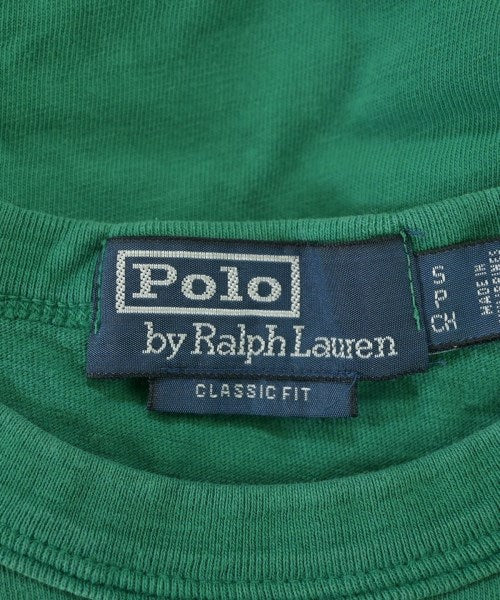 Polo
by Ralph Lauren
CLASSIC FIT
S
P
CH
MADE IN